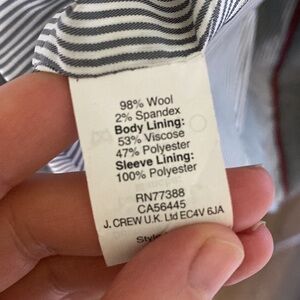 98% Wool
2% Spandex
Body Lining:
53% Viscose
47% Polyester
Sleeve Lining:
100% Polyester
RN77388
CA56445
J. CREW U.K. Ltd EC4V 6JA